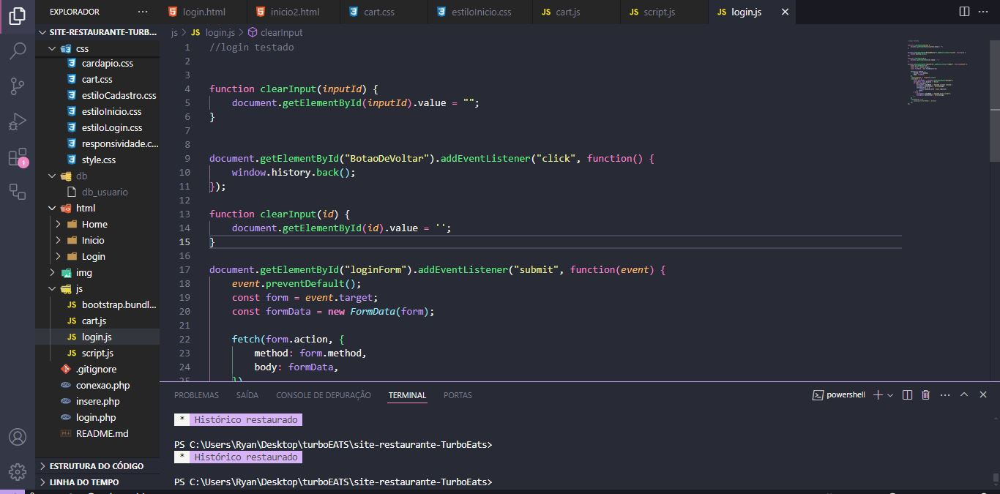 EXPLORADOR ...
login.html inicio2.html cart.css estiloInicio.css cart.js script.js login.js
SITE-RESTAURANTE-TURB...
css
cardapio.css
cart.css
estiloCadastro.css
estiloInicio.css
estiloLogin.css
responsividade.c...
style.css
db
db_usuario
html
Home
Inicio
Login
img
js
bootstrap.bundl...
cart.js
login.js
script.js
.gitignore
conexao.php
insere.php
login.php
README.md
ESTRUTURA DO CÓDIGO
LINHA DO TEMPO
1
js > JS login.js > clearInput
1 //login testado
2
3
4 function clearInput(inputId) {
5 document.getElementById(inputId).value = "";
6 }
7
8
9 document.getElementById("BotaoDeVoltar").addEventListener("click", function() {
10 window.history.back();
11 });
12
13 function clearInput(id) {
14 document.getElementById(id).value = '';
15 }
16
17 document.getElementById("loginForm").addEventListener("submit", function(event) {
18 event.preventDefault();
19 const form = event.target;
20 const formData = new FormData(form);
21
22 fetch(form.action, {
23 method: form.method,
24 body: formData,
25 })
PROBLEMAS SAÍDA CONSOLE DE DEPURAÇÃO TERMINAL PORTAS
powershell
* Histórico restaurado
PS C:\Users\Ryan\Desktop\turboEATS\site-restaurante-TurboEats>
* Histórico restaurado
PS C:\Users\Ryan\Desktop\turboEATS\site-restaurante-TurboEats>